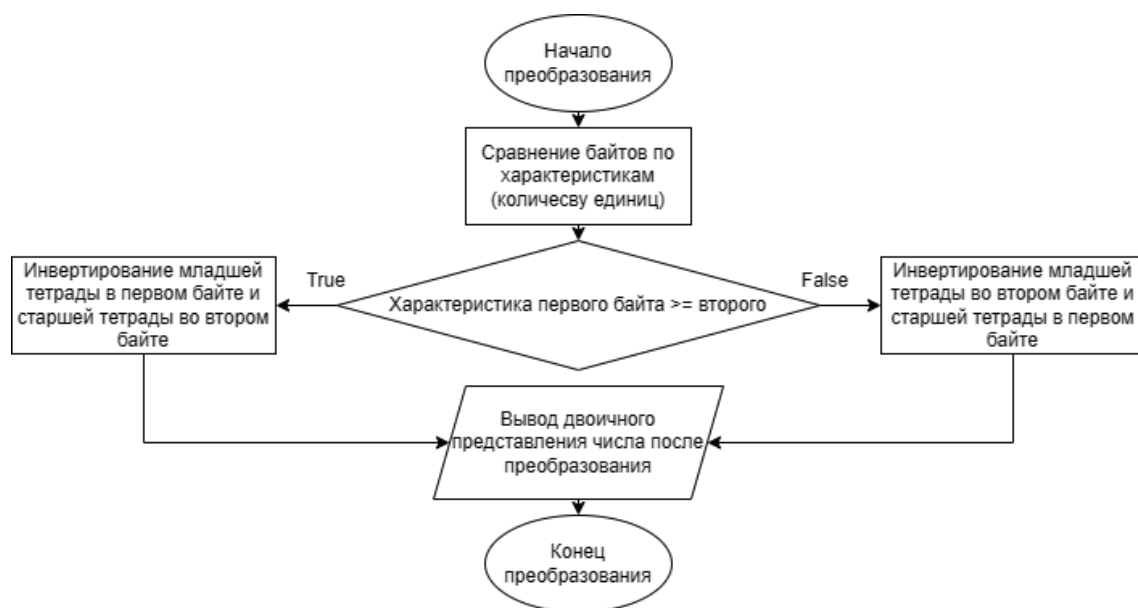 Начало
преобразования
Сравнение байтов по
характеристикам
(количесву единиц)
True
False
Инвертирование младшей
тетрады в первом байте и
старшей тетрады во втором
байте
Характеристика первого байта >= второго
Инвертирование младшей
тетрады во втором байте и
старшей тетрады в первом
байте
Вывод двоичного
представления числа после
преобразования
Конец
преобразования